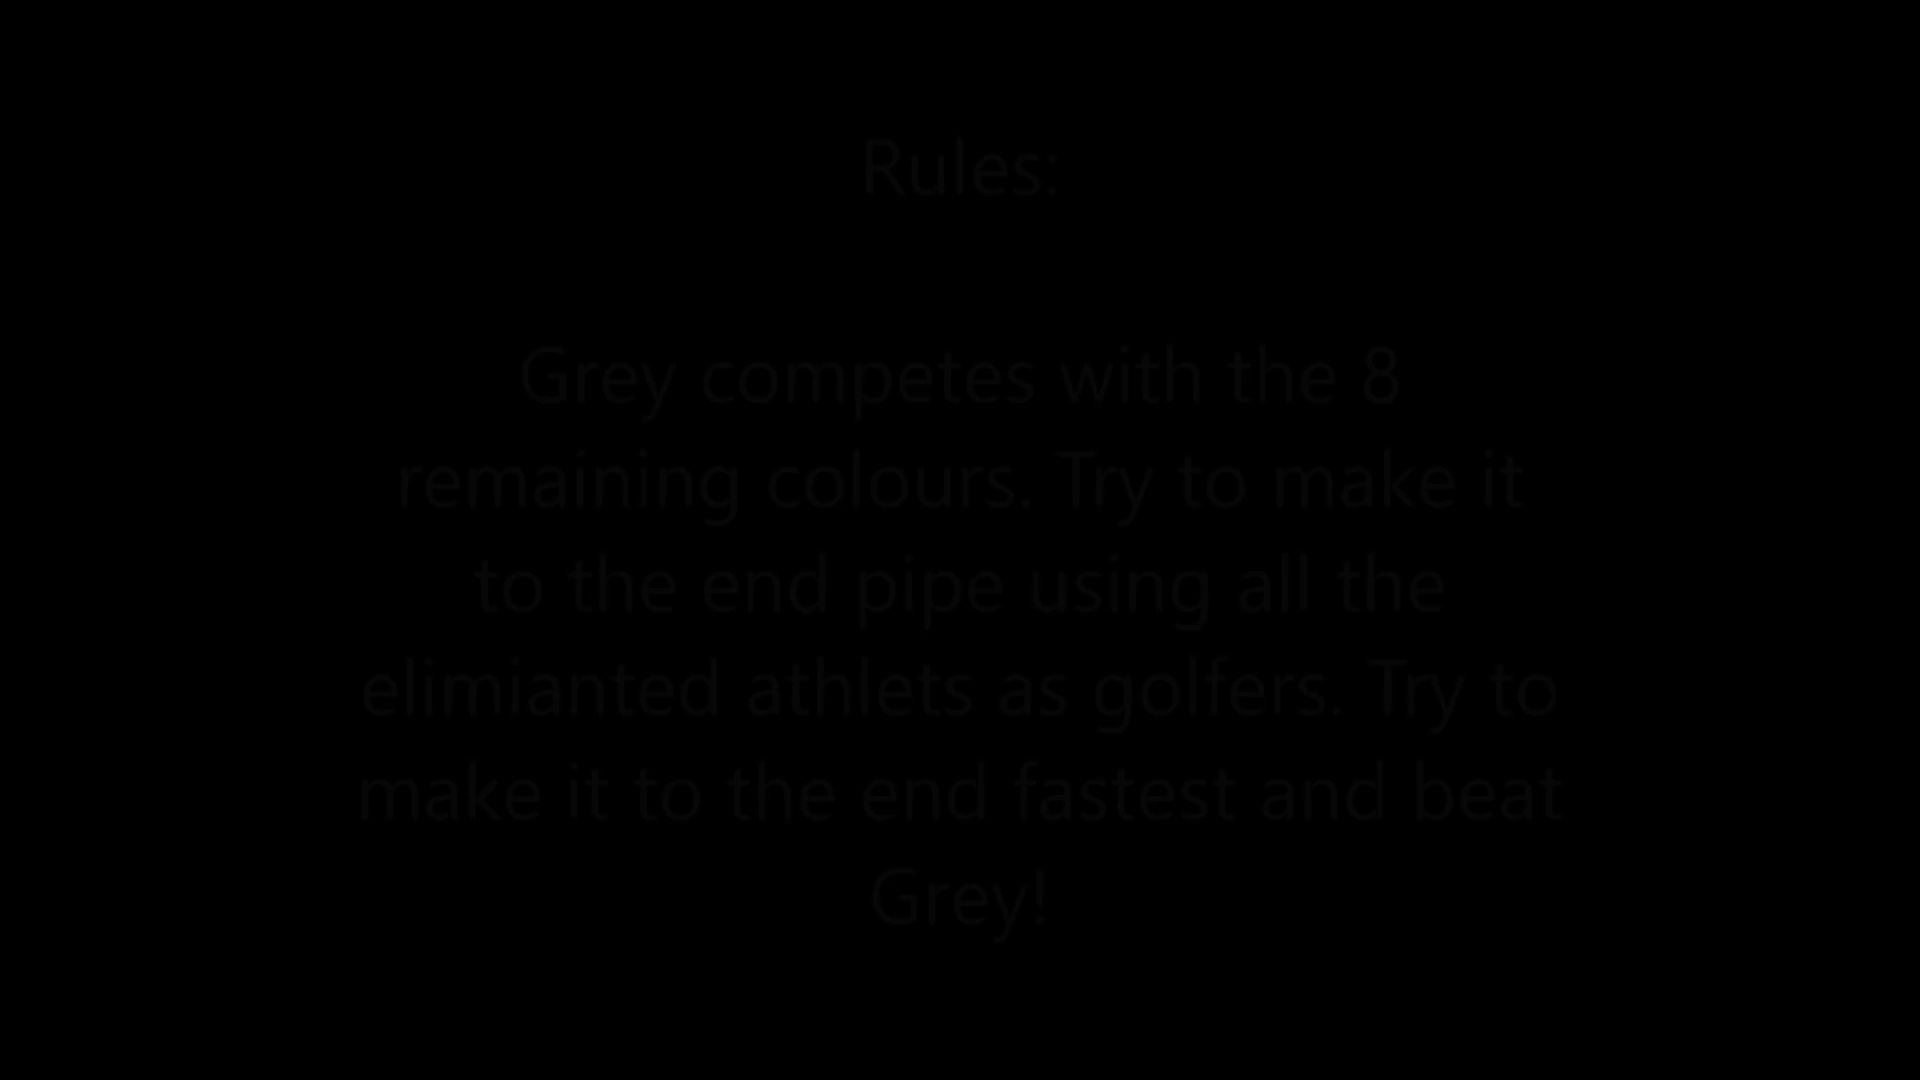 Rules:
Grey competes with the 8
remaining colours. Try to make it
to the end pipe using all the
elimianted athlets as golfers. Try to
make it to the end fastest and beat
Grey!